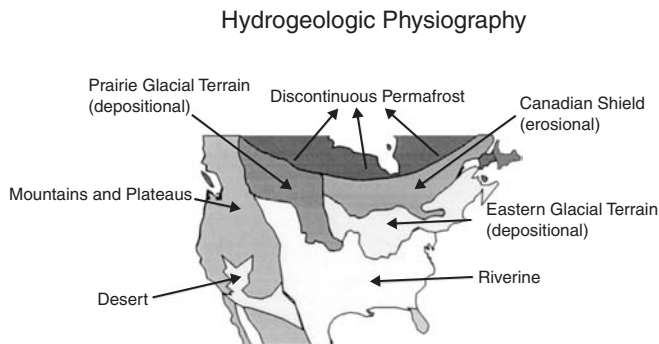 Hydrogeologic Physiography
Prairie Glacial Terrain
(depositional)
Discontinuous Permafrost
Canadian Shield
(erosional)
Mountains and Plateaus
Eastern Glacial Terrain
(depositional)
Desert
Riverine